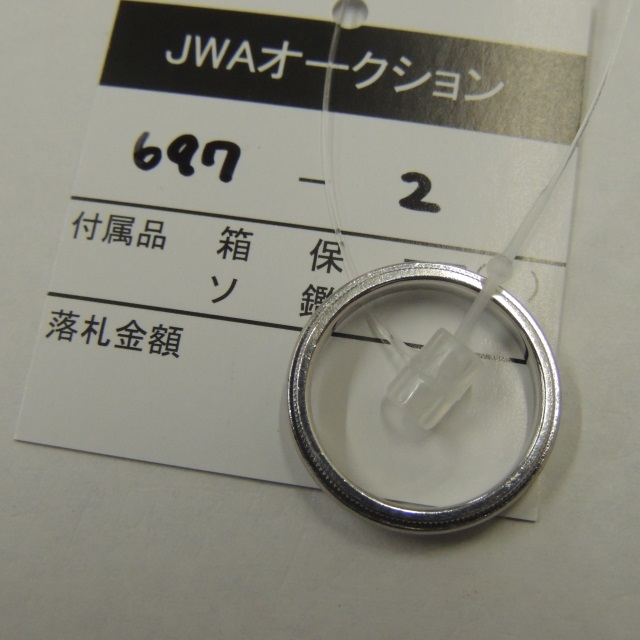 JWAオークション
697 - 2
付属品 箱 保
ソ 鑑
落札金額